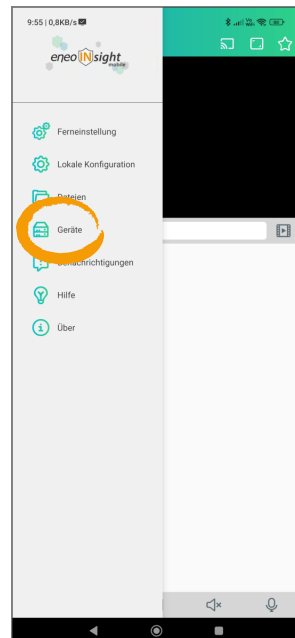 9:55 | 0,8KB/s
eneo INsight
mobile
Ferneinstellung
Lokale Konfiguration
Dateien
Geräte
Benachrichtigungen
Hilfe
Über